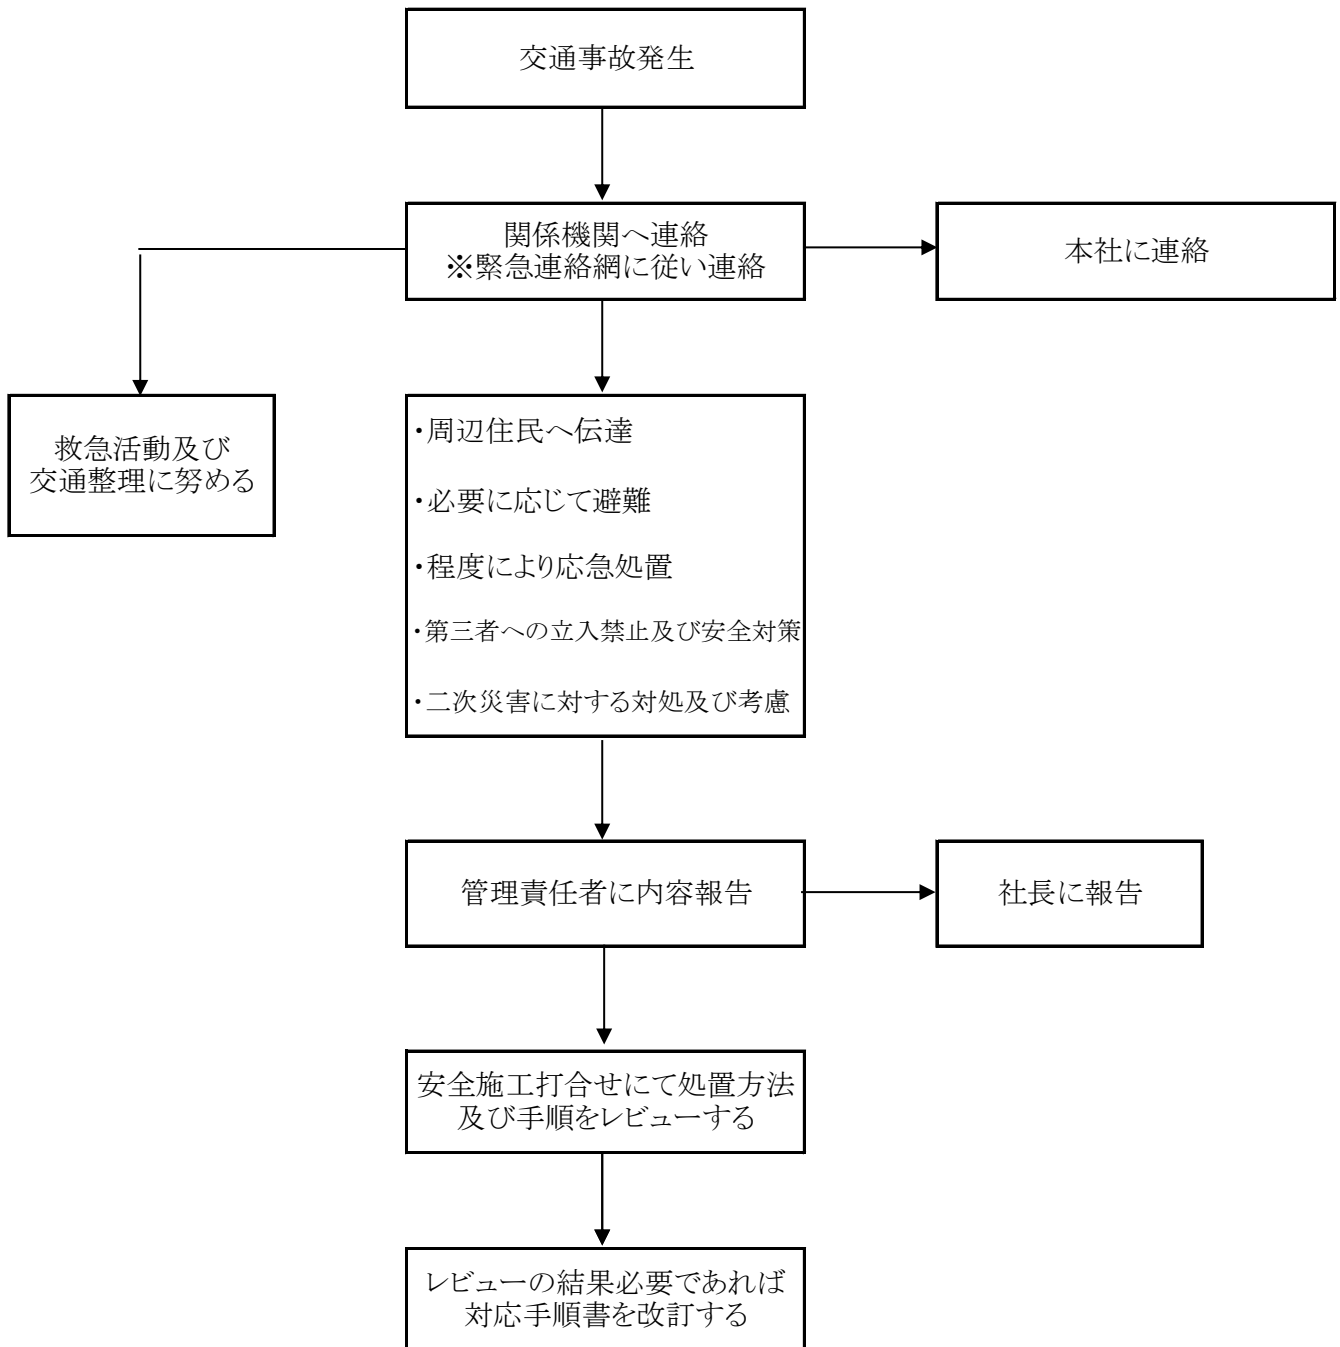 交通事故発生
関係機関へ連絡
※緊急連絡網に従い連絡
本社に連絡
救急活動及び
交通整理に努める
・周辺住民へ伝達
・必要に応じて避難
・程度により応急処置
・第三者への立入禁止及び安全対策
・二次災害に対する対処及び考慮
管理責任者に内容報告
社長に報告
安全施工打合せにて処置方法
及び手順をレビューする
レビューの結果必要であれば
対応手順書を改訂する